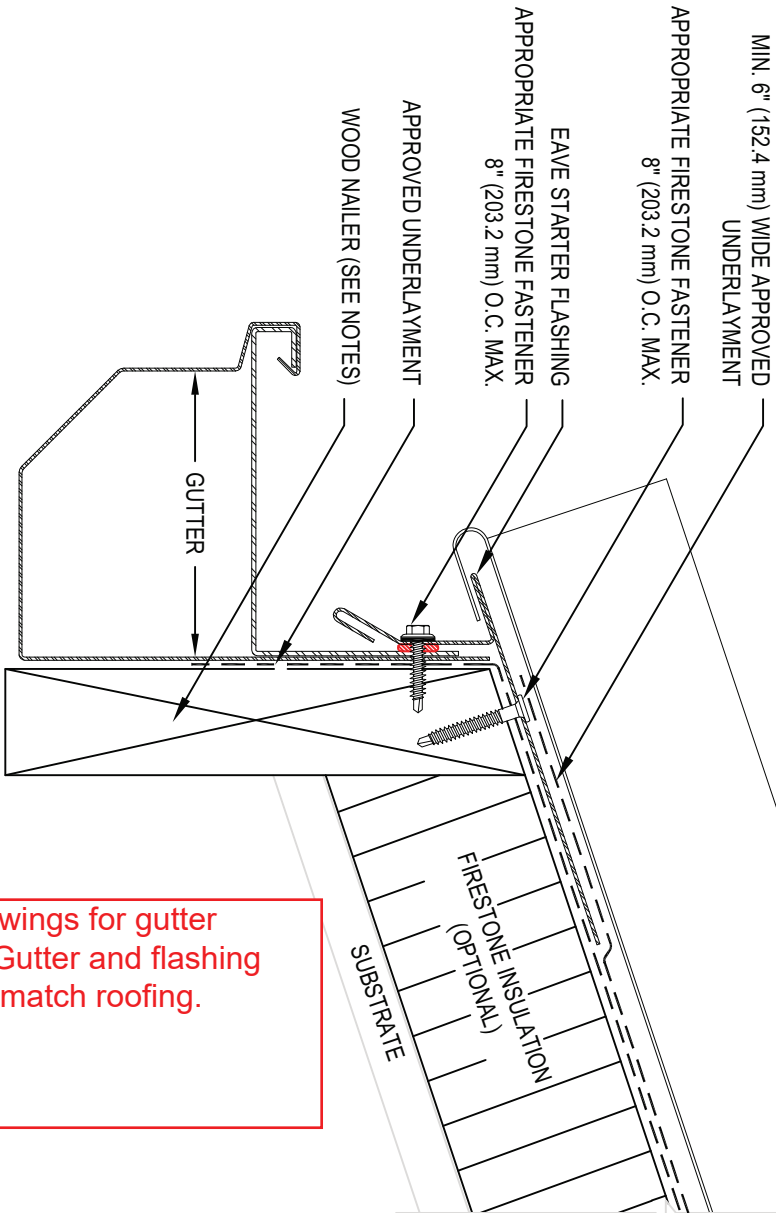 MIN. 6" (152.4 mm) WIDE APPROVED
UNDERLAYMENT
APPROPRIATE FIRESTONE FASTENER
8" (203.2 mm) O.C. MAX.
EAVE STARTER FLASHING
APPROPRIATE FIRESTONE FASTENER
8" (203.2 mm) O.C. MAX.
APPROVED UNDERLAYMENT
WOOD NAILER (SEE NOTES)
GUTTER
FIRESTONE INSULATION
(OPTIONAL)
SUBSTRATE
wings for gutter
Gutter and flashing
match roofing.